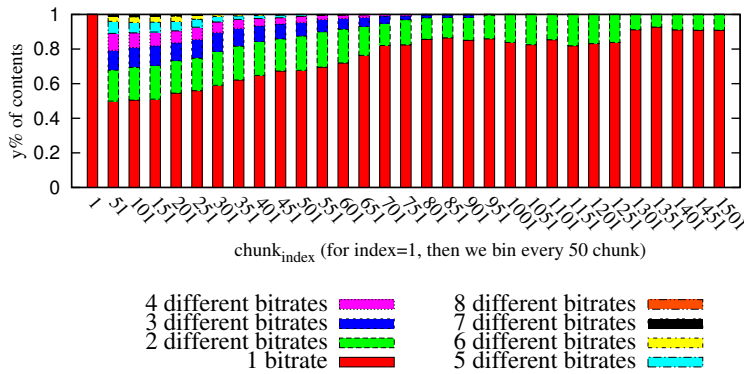 1
0.8
0.6
0.4
0.2
0
y% of contents
1 51 101 151 201 251 301 351 401 451 501 551 601 651 701 751 801 851 901 951 1001 1051 1101 1151 1201 1251 1301 1351 1401 1451 1501
chunk_index (for index=1, then we bin every 50 chunk)
4 different bitrates
3 different bitrates
2 different bitrates
1 bitrate
8 different bitrates
7 different bitrates
6 different bitrates
5 different bitrates